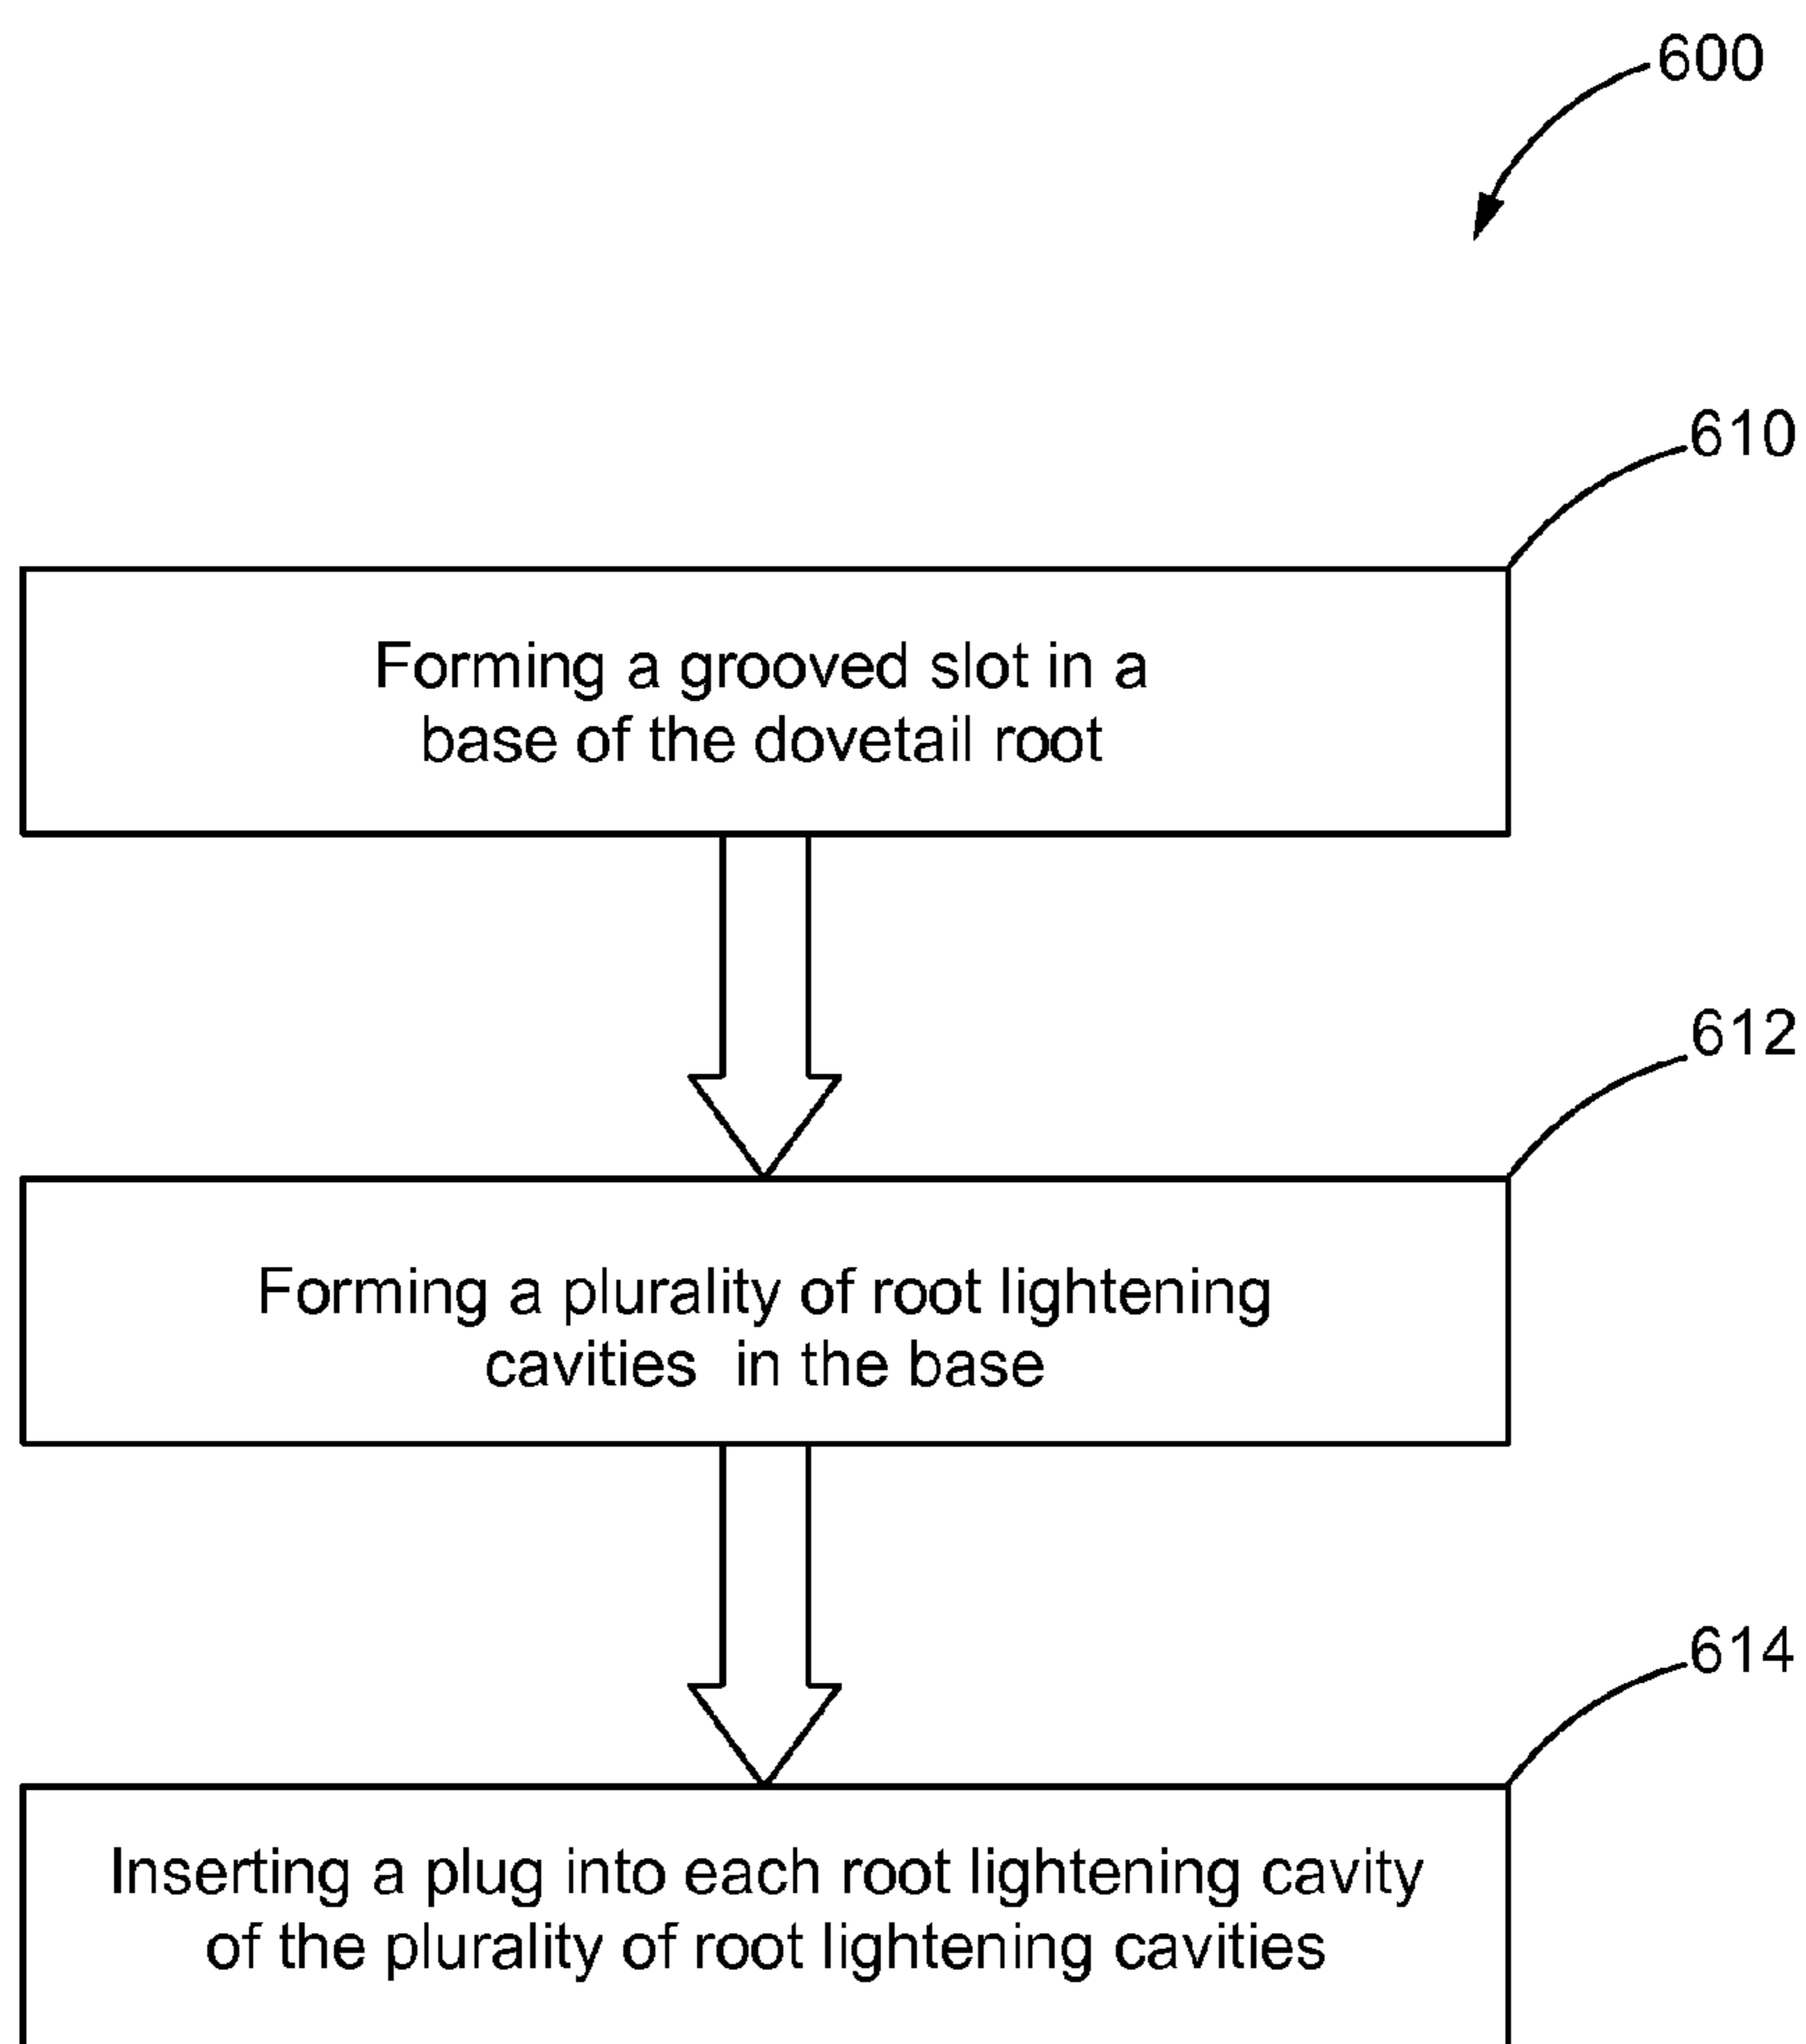 600
610
Forming a grooved slot in a
base of the dovetail root
612
Forming a plurality of root lightening
cavities in the base
614
Inserting a plug into each root lightening cavity
of the plurality of root lightening cavities